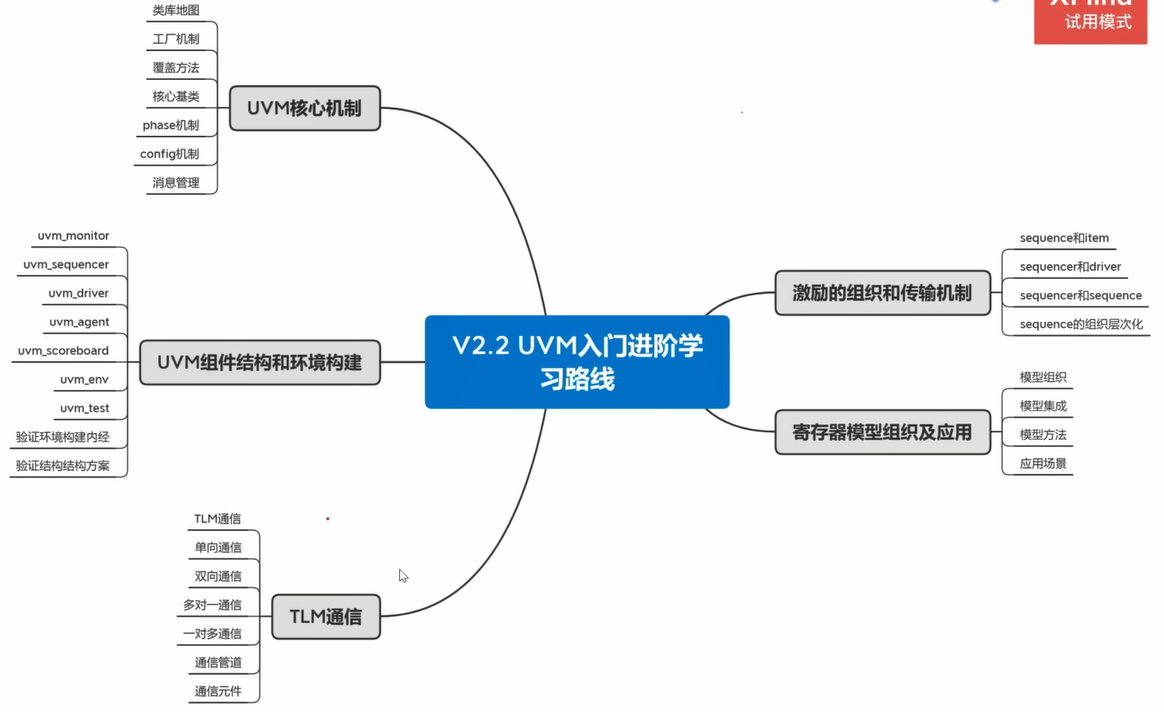 XMind
试用模式
V2.2 UVM入门进阶学
习路线
UVM核心机制
类库地图
工厂机制
覆盖方法
核心基类
phase机制
config机制
消息管理
UVM组件结构和环境构建
uvm_monitor
uvm_sequencer
uvm_driver
uvm_agent
uvm_scoreboard
uvm_env
uvm_test
验证环境构建内经
验证结构结构方案
TLM通信
TLM通信
单向通信
双向通信
多对一通信
一对多通信
通信管道
通信元件
激励的组织和传输机制
sequence和item
sequencer和driver
sequencer和sequence
sequence的组织层次化
寄存器模型组织及应用
模型组织
模型集成
模型方法
应用场景